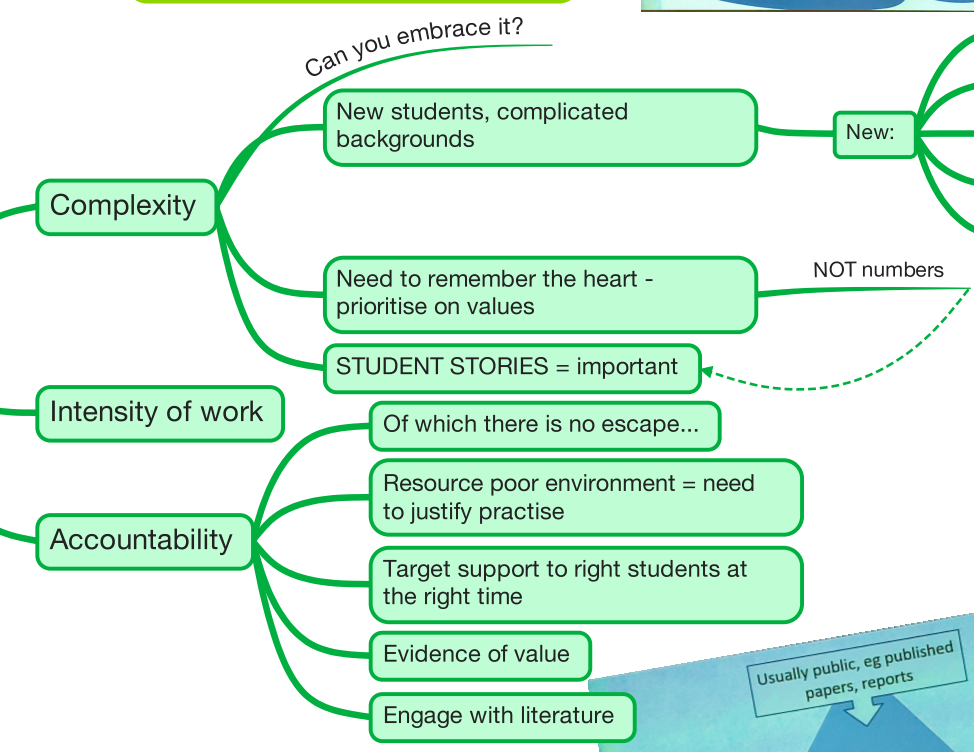 Can you embrace it?
New students, complicated
backgrounds
New:
Complexity
Need to remember the heart -
prioritise on values
NOT numbers
STUDENT STORIES = important
Intensity of work
Of which there is no escape...
Resource poor environment = need
to justify practise
Accountability
Target support to right students at
the right time
Evidence of value
Engage with literature
Usually public, eg published
papers, reports